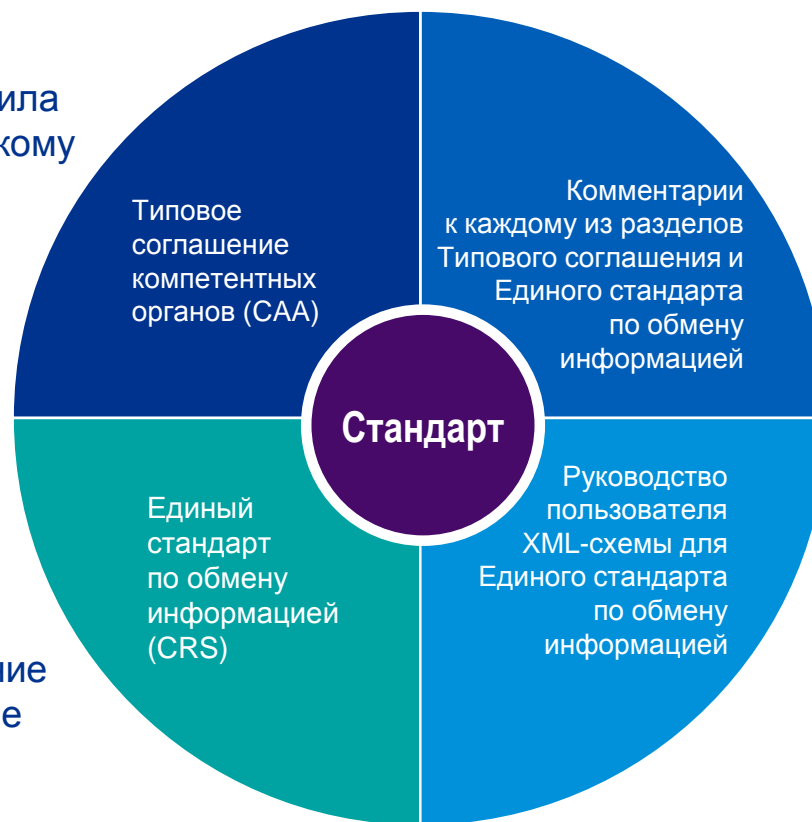 ила
кому
Типовое
соглашение
компетентных
органов (CAA)
Комментарии
к каждому из разделов
Типового соглашения и
Единого стандарта
по обмену
информацией
Стандарт
Единый
стандарт
по обмену
информацией
(CRS)
Руководство
пользователя
XML-схемы для
Единого стандарта
по обмену
информацией
ние
е